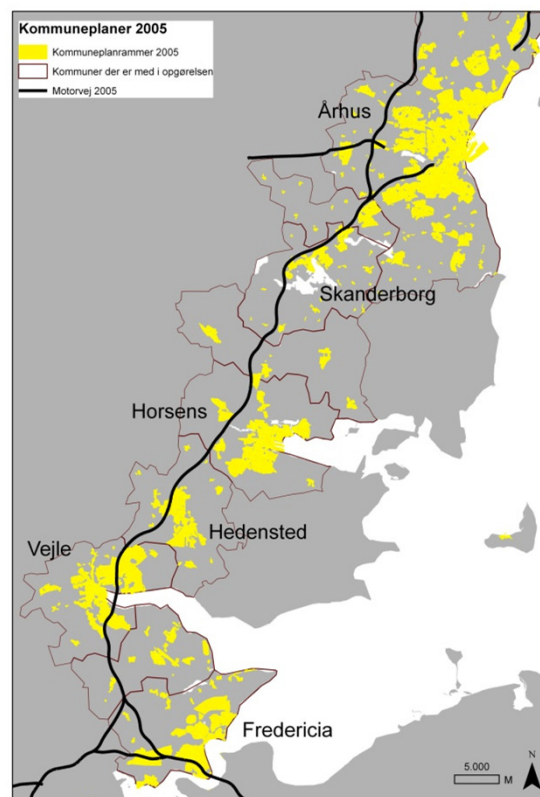 Kommuneplaner 2005
Kommuneplanrammer 2005
Kommuner der er med i opgørelsen
Motorvej 2005
Århus
Skanderborg
Horsens
Hedensted
Vejle
Fredericia
N
5.000
M